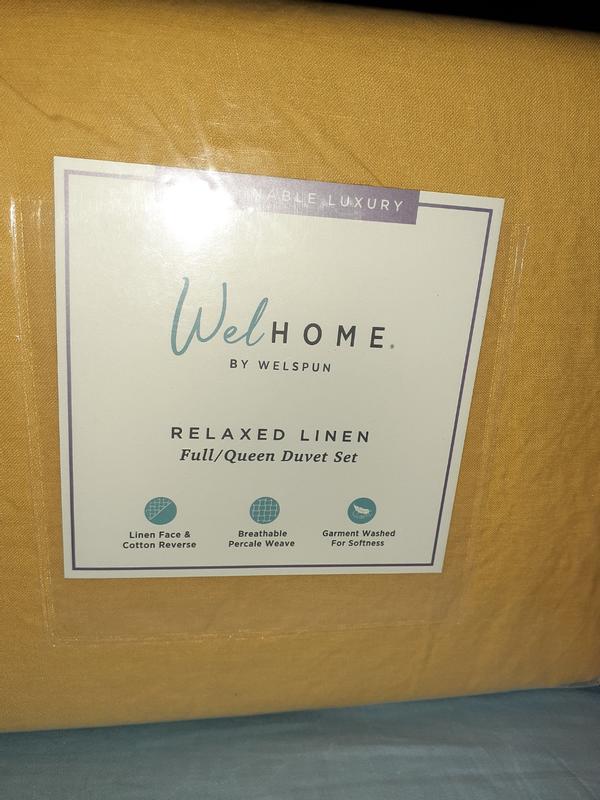 LUXURY
WelHOME®
BY WELSPUN
RELAXED LINEN
Full/Queen Duvet Set
Linen Face &
Cotton Reverse
Breathable
Percale Weave
Garment Washed
For Softness